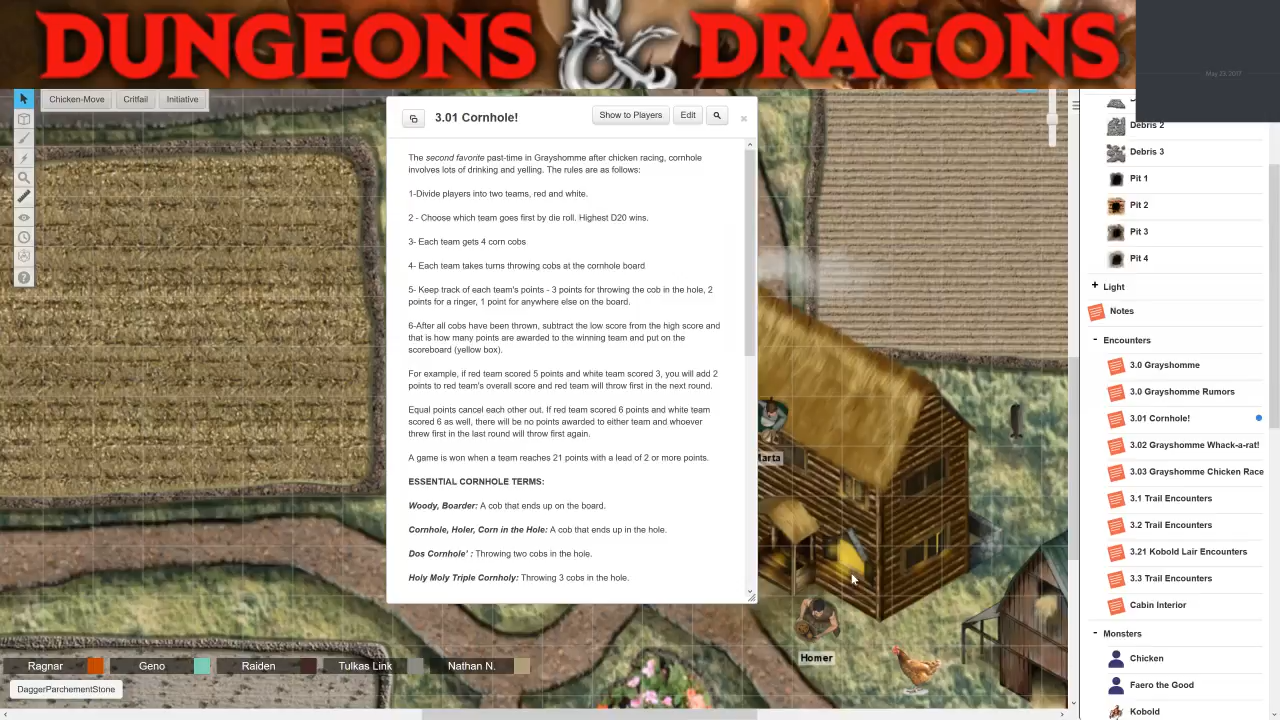 DUNGEONS & DRAGONS
May 23, 2017
Chicken-Move
Critfail
Initiative
3.01 Cornhole!
Show to Players
Edit
The second favorite past-time in Grayshomme after chicken racing, cornhole
involves lots of drinking and yelling. The rules are as follows:
1-Divide players into two teams, red and white.
2 - Choose which team goes first by die roll. Highest D20 wins.
3- Each team gets 4 corn cobs
4- Each team takes turns throwing cobs at the cornhole board
5- Keep track of each team's points - 3 points for throwing the cob in the hole, 2
points for a ringer, 1 point for anywhere else on the board.
6-After all cobs have been thrown, subtract the low score from the high score and
that is how many points are awarded to the winning team and put on the
scoreboard (yellow box).
For example, if red team scored 5 points and white team scored 3, you will add 2
points to red team's overall score and red team will throw first in the next round.
Equal points cancel each other out. If red team scored 6 points and white team
scored 6 as well, there will be no points awarded to either team and whoever
threw first in the last round will throw first again.
A game is won when a team reaches 21 points with a lead of 2 or more points.
ESSENTIAL CORNHOLE TERMS:
Woody, Boarder: A cob that ends up on the board.
Cornhole, Holer, Corn in the Hole: A cob that ends up in the hole.
Dos Cornhole' : Throwing two cobs in the hole.
Holy Moly Triple Cornholy: Throwing 3 cobs in the hole.
Marta
Homer
Ragnar
Geno
Raiden
Tulkas Link
Nathan N.
DaggerParchementStone
Debris 2
Debris 3
Pit 1
Pit 2
Pit 3
Pit 4
+ Light
Notes
- Encounters
3.0 Grayshomme
3.0 Grayshomme Rumors
3.01 Cornhole!
3.02 Grayshomme Whack-a-rat!
3.03 Grayshomme Chicken Race
3.1 Trail Encounters
3.2 Trail Encounters
3.21 Kobold Lair Encounters
3.3 Trail Encounters
Cabin Interior
- Monsters
Chicken
Faero the Good
Kobold